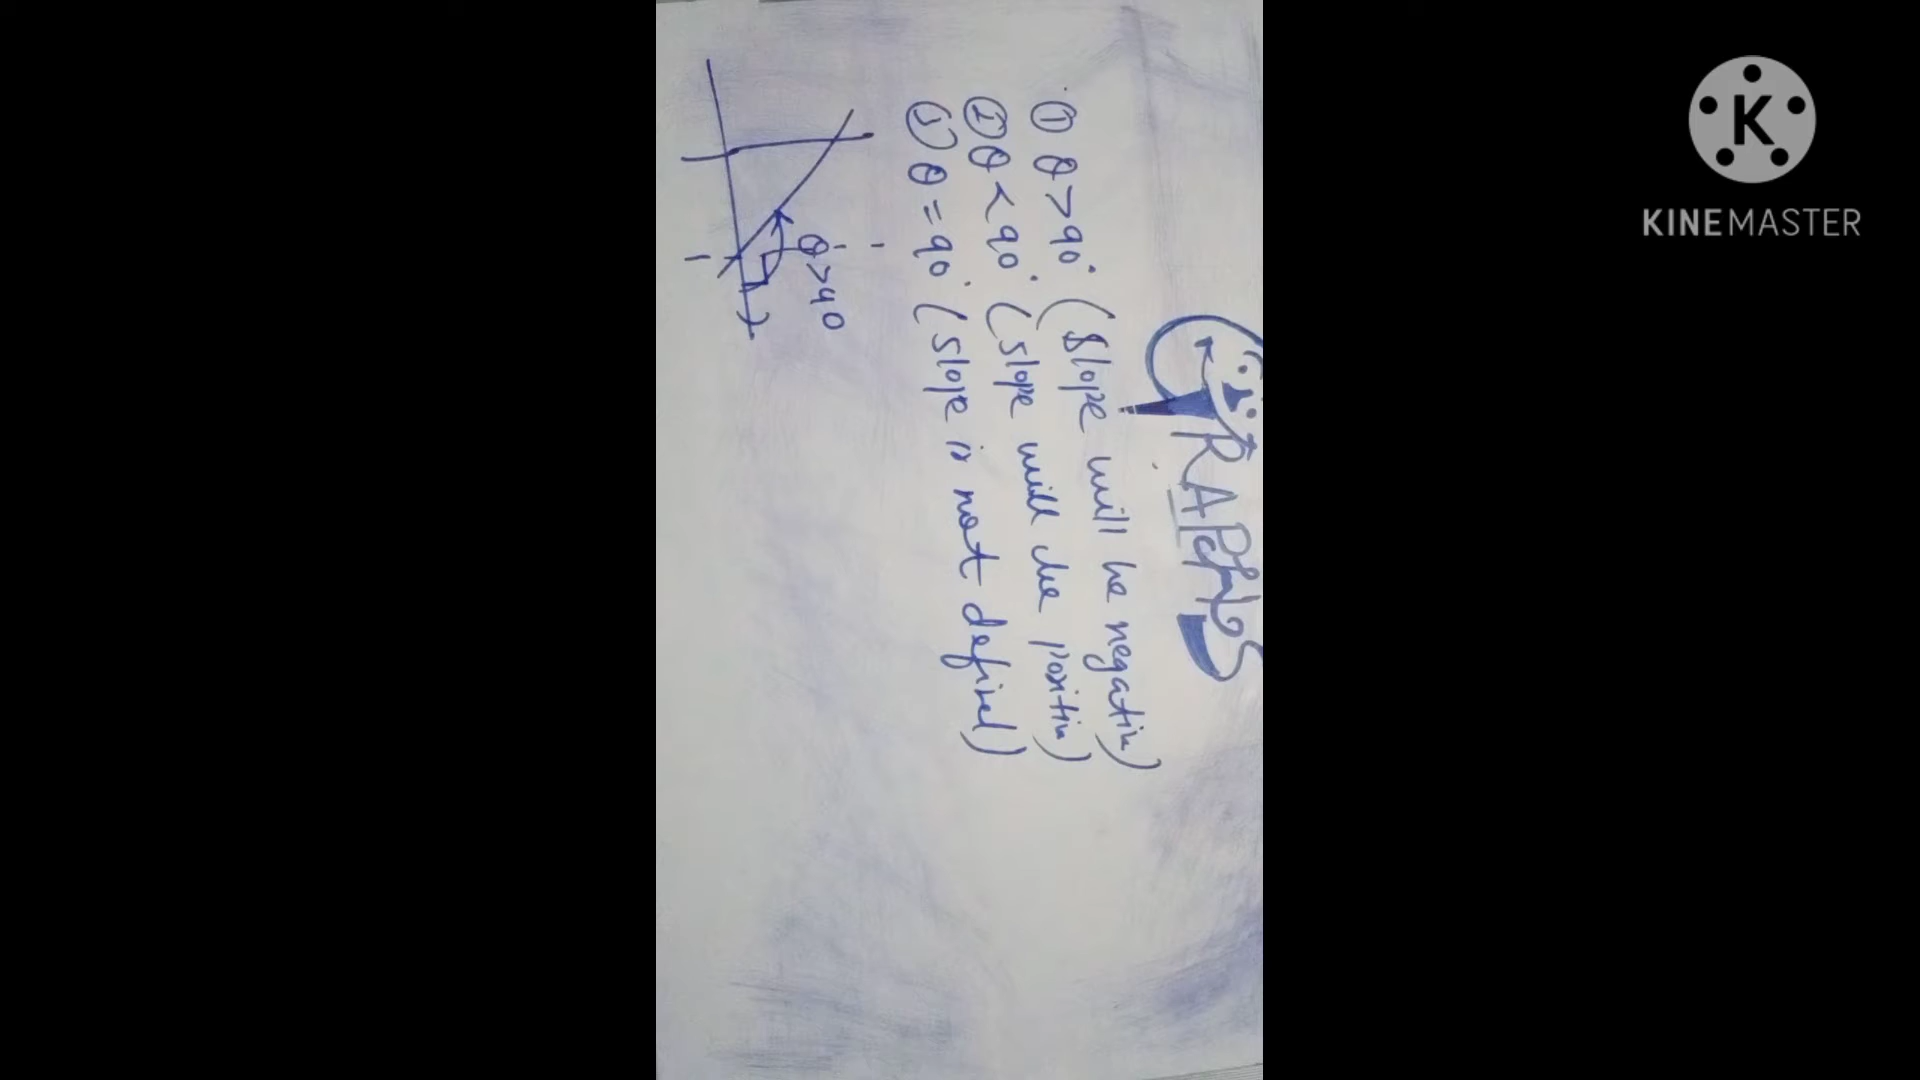 GRAPHS
① θ > 90° (Slope will be negative)
② θ < 90° (slope will be positive)
③ θ = 90° (slope is not defined)
θ > 90
K
KINEMASTER